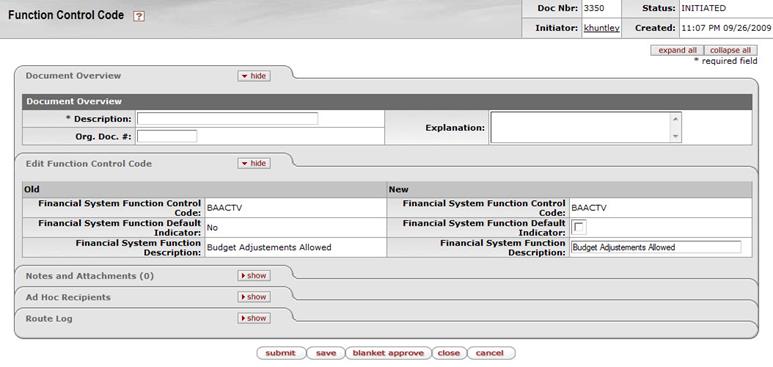 Function Control Code ?
Doc Nbr: 3350 Status: INITIATED
Initiator: khuntley Created: 11:07 PM 09/26/2009
expand all collapse all
* required field
Document Overview hide
Document Overview
* Description: Explanation:
Org. Doc. #:
Edit Function Control Code hide
Old New
Financial System Function Control Code: BAACTV Financial System Function Control Code: BAACTV
Financial System Function Default Indicator: No Financial System Function Default Indicator:
Financial System Function Description: Budget Adjustements Allowed Financial System Function Description: Budget Adjustements Allowed
Notes and Attachments (0) show
Ad Hoc Recipients show
Route Log show
submit save blanket approve close cancel